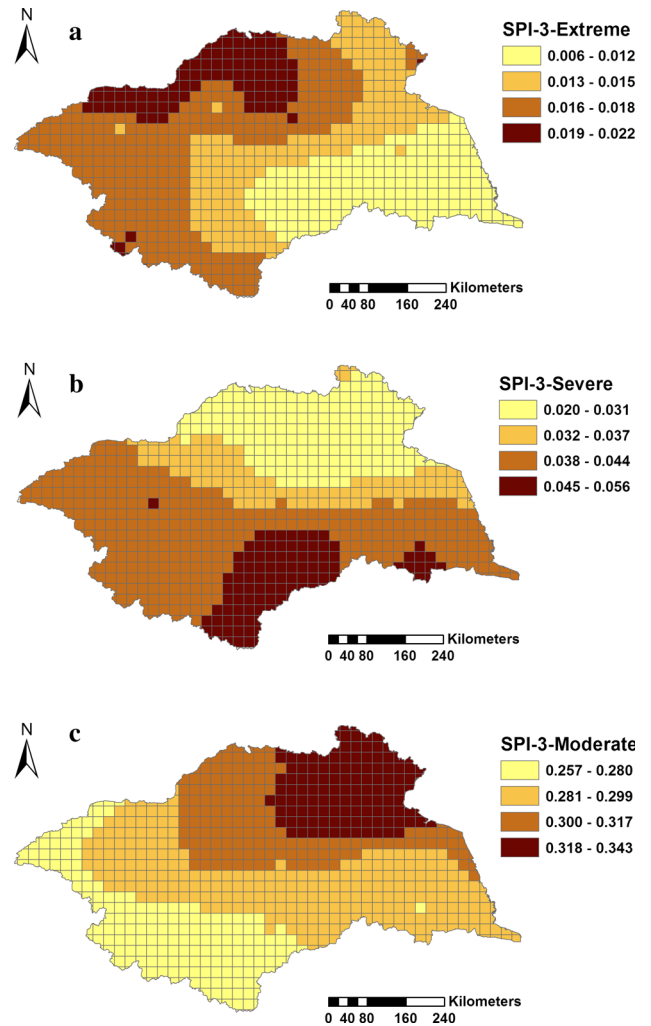 N
a
SPI-3-Extreme
0.006 - 0.012
0.013 - 0.015
0.016 - 0.018
0.019 - 0.022
Kilometers
0 40 80 160 240
N
b
SPI-3-Severe
0.020 - 0.031
0.032 - 0.037
0.038 - 0.044
0.045 - 0.056
Kilometers
0 40 80 160 240
N
c
SPI-3-Moderate
0.257 - 0.280
0.281 - 0.299
0.300 - 0.317
0.318 - 0.343
Kilometers
0 40 80 160 240